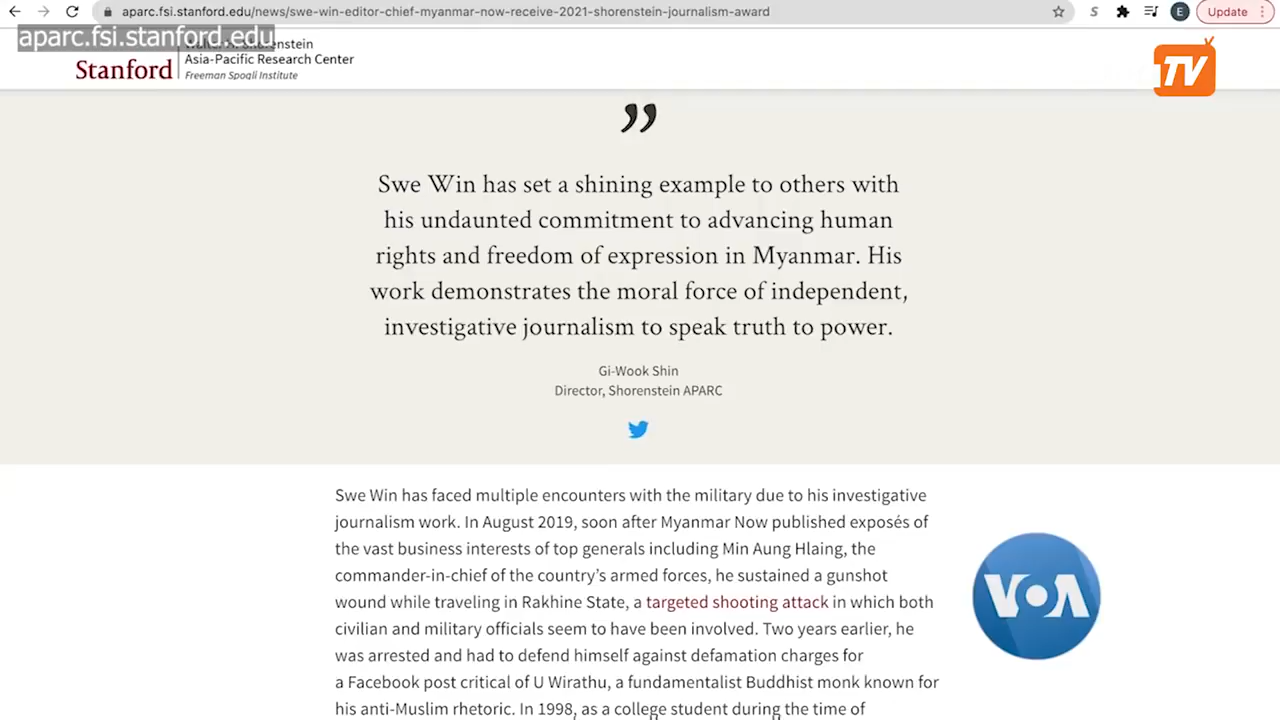 aparc.fsi.stanford.edu/news/swe-win-editor-chief-myanmar-now-receive-2021-shorenstein-journalism-award
S
E
Update
aparc.fsi.stanford.edu
Stanford
Asia-Pacific Research Center
Freeman Spogli Institute
TV
”
Swe Win has set a shining example to others with
his undaunted commitment to advancing human
rights and freedom of expression in Myanmar. His
work demonstrates the moral force of independent,
investigative journalism to speak truth to power.
Gi-Wook Shin
Director, Shorenstein APARC
Swe Win has faced multiple encounters with the military due to his investigative
journalism work. In August 2019, soon after Myanmar Now published exposés of
the vast business interests of top generals including Min Aung Hlaing, the
commander-in-chief of the country’s armed forces, he sustained a gunshot
wound while traveling in Rakhine State, a targeted shooting attack in which both
civilian and military officials seem to have been involved. Two years earlier, he
was arrested and had to defend himself against defamation charges for
a Facebook post critical of U Wirathu, a fundamentalist Buddhist monk known for
his anti-Muslim rhetoric. In 1998, as a college student during the time of
VOA